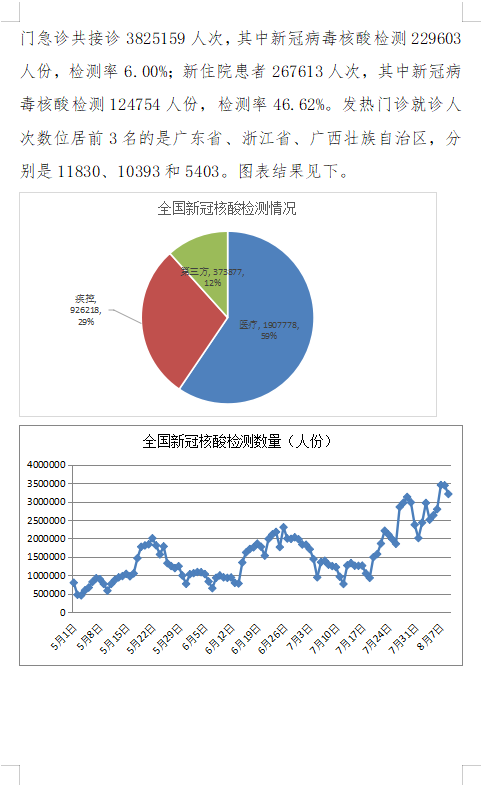 门急诊共接诊 3825159 人次，其中新冠病毒核酸检测 229603
人份，检测率 6.00%；新住院患者 267613 人次，其中新冠病
毒核酸检测 124754 人份，检测率 46.62%。发热门诊就诊人
次数位居前 3 名的是广东省、浙江省、广西壮族自治区，分
别是 11830、10393 和 5403。图表结果见下。
全国新冠核酸检测情况
第三方, 373877,
12%
疾控,
926218,
29%
医疗, 1907778,
59%
全国新冠核酸检测数量（人份）
4000000
3500000
3000000
2500000
2000000
1500000
1000000
500000
0
5月1日
5月8日
5月15日
5月22日
5月29日
6月5日
6月12日
6月19日
6月26日
7月3日
7月10日
7月17日
7月24日
7月31日
8月7日